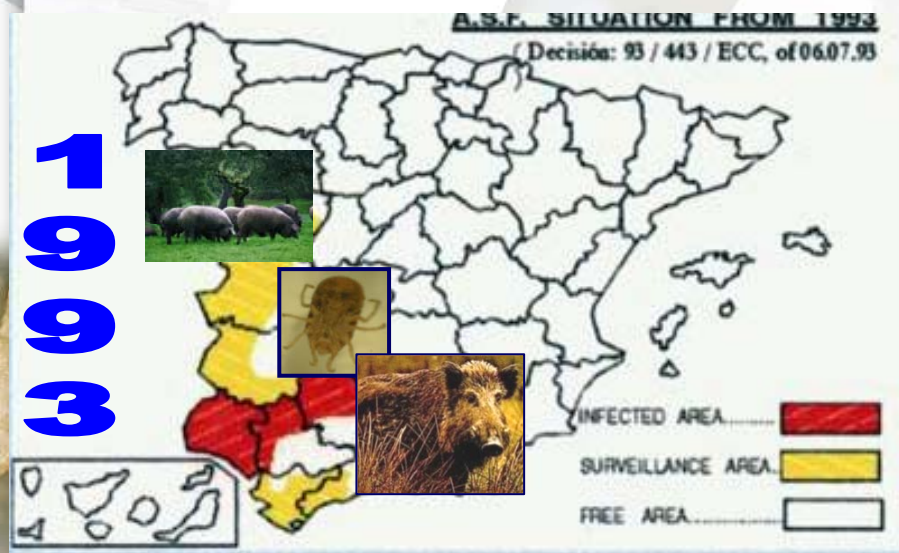 A.S.F. SITUATION FROM 1993
( Decisión: 93 / 443 / ECC, of 06.07.93
1
9
9
3
INFECTED AREA.........
SURVEILLANCE AREA.
FREE AREA..............